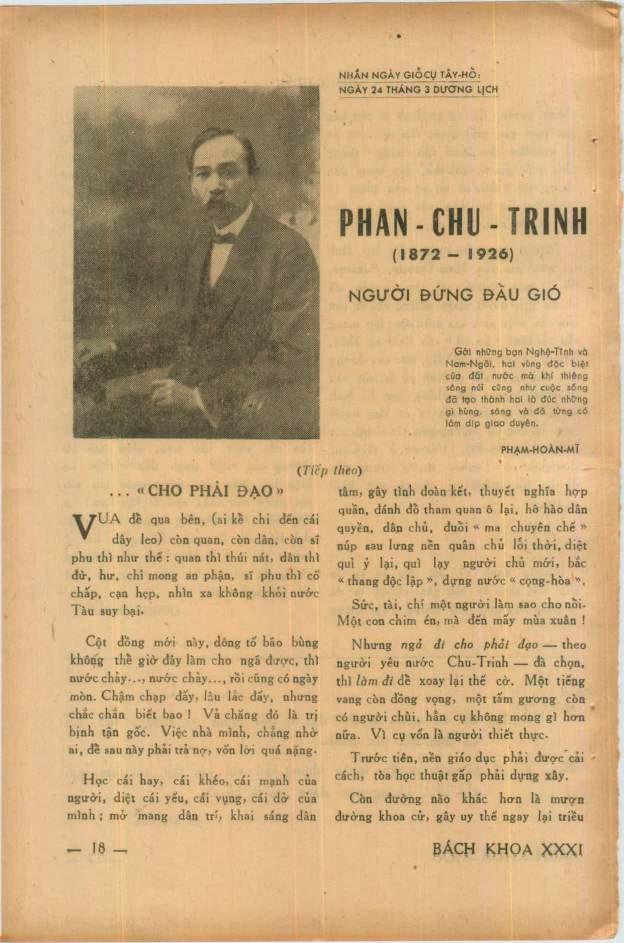 NHÂN NGÀY GIỖ CỤ TÂY-HỒ:
NGÀY 24 THÁNG 3 DƯƠNG LỊCH
PHAN - CHU - TRINH
(1872 – 1926)
NGƯỜI ĐỨNG ĐẦU GIÓ
Gởi những bạn Nghệ-Tĩnh và
Nam-Ngãi, hai vùng đặc biệt
của đất nước mà khí thiêng
sông núi cũng như cuộc sống
đã tạo thành hai lò đúc những
gì hùng, sáng và đã từng có
lắm dịp giao duyên.
PHẠM-HOÀN-MĨ
(Tiếp theo)
... « CHO PHẢI ĐẠO »
VUA để qua bên, (ai kể chi đến cái
dây leo) còn quan, còn dân, còn sĩ
phu thì như thế : quan thì thúi nát, dân thì
dữ, hư, chỉ mong an phận, sĩ phu thì cố
chấp, cạn hẹp, nhìn xa không khỏi nước
Tàu suy bại.
Cột đồng mới này, dông tố bão bùng
không thể giờ đây làm cho ngã được, thì
nước chảy..., nước chảy..., rồi cũng có ngày
mòn. Chậm chạp đấy, lâu lắc đấy, nhưng
chắc chắn biết bao ! Vả chăng đó là trị
bịnh tận gốc. Việc nhà mình, chẳng nhờ
ai, để sau này phải trả nợ, vốn lời quá nặng.
Học cái hay, cái khéo, cái mạnh của
người, diệt cái yếu, cái vụng, cái dở của
mình ; mở mang dân trí, khai sáng dân
tâm, gây tình đoàn kết, thuyết nghĩa hợp
quần, đánh đổ tham quan ô lại, hô hào dân
quyền, dân chủ, đuổi « ma chuyên chế »
núp sau lưng nền quân chủ lỗi thời, diệt
quỉ ỷ lại, quì lạy người chủ mới, bắc
« thang độc lập », dựng nước « cọng-hòa ».
Sức, tài, chí một người làm sao cho nổi.
Một con chim én, mà đến mấy mùa xuân !
Nhưng ngả đi cho phải đạo — theo
người yêu nước Chu-Trinh — đã chọn,
thì làm đi để xoay lại thế cờ. Một tiếng
vang còn đồng vọng, một tấm gương còn
có người chùi, hẳn cụ không mong gì hơn
nữa. Vì cụ vốn là người thiết thực.
Trước tiên, nền giáo dục phải được cải
cách, tòa học thuật gấp phải dựng xây.
Còn đường nào khác hơn là mượn
đường khoa cử, gây uy thế ngay lại triều
— 18 —
BÁCH KHOA XXXI